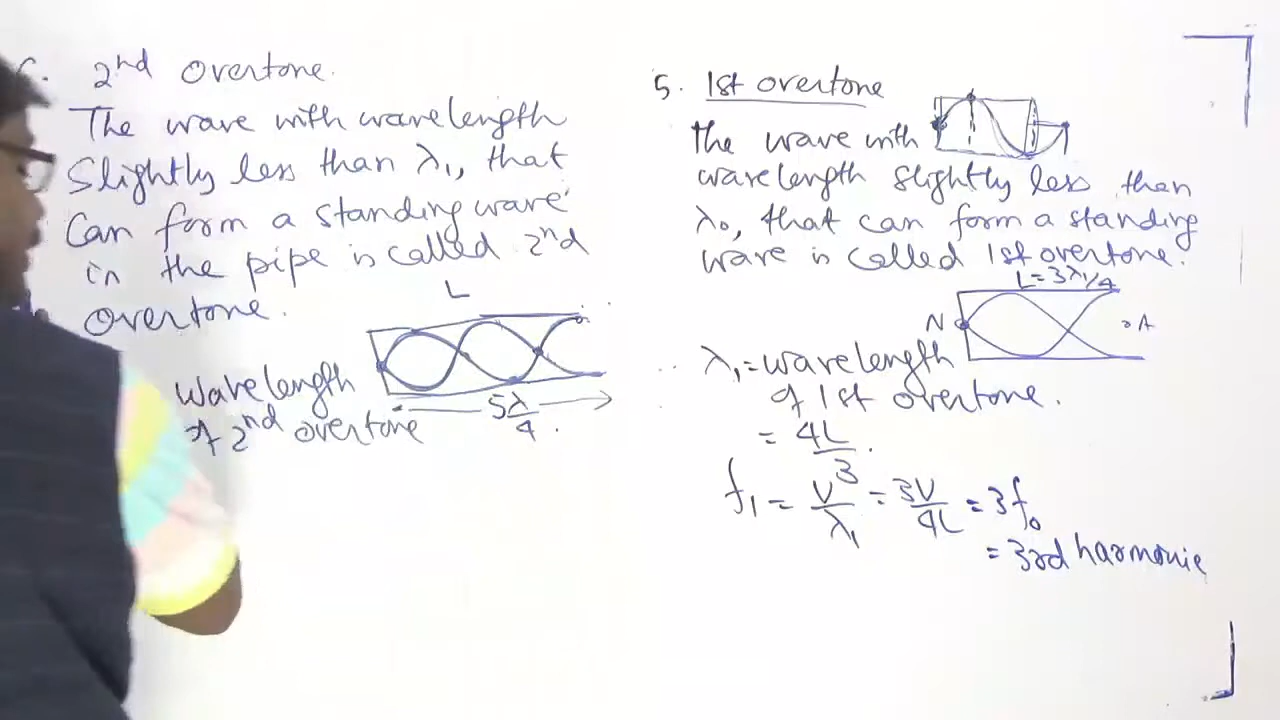 2nd overtone.
The wave with wavelength
slightly less than λ₁, that
can form a standing wave
in the pipe is called 2nd
overtone.
L
wavelength
of 2nd overtone
5λ/4.
5. 1st overtone
the wave with
wavelength slightly less than
λ₀, that can form a standing
wave is called 1st overtone.
L=3λ₁/4
N
A
λ₁=wavelength
of 1st overtone.
= 4L/3.
f₁ = V/λ₁ = 3V/4L = 3f₀
= 3rd harmonic